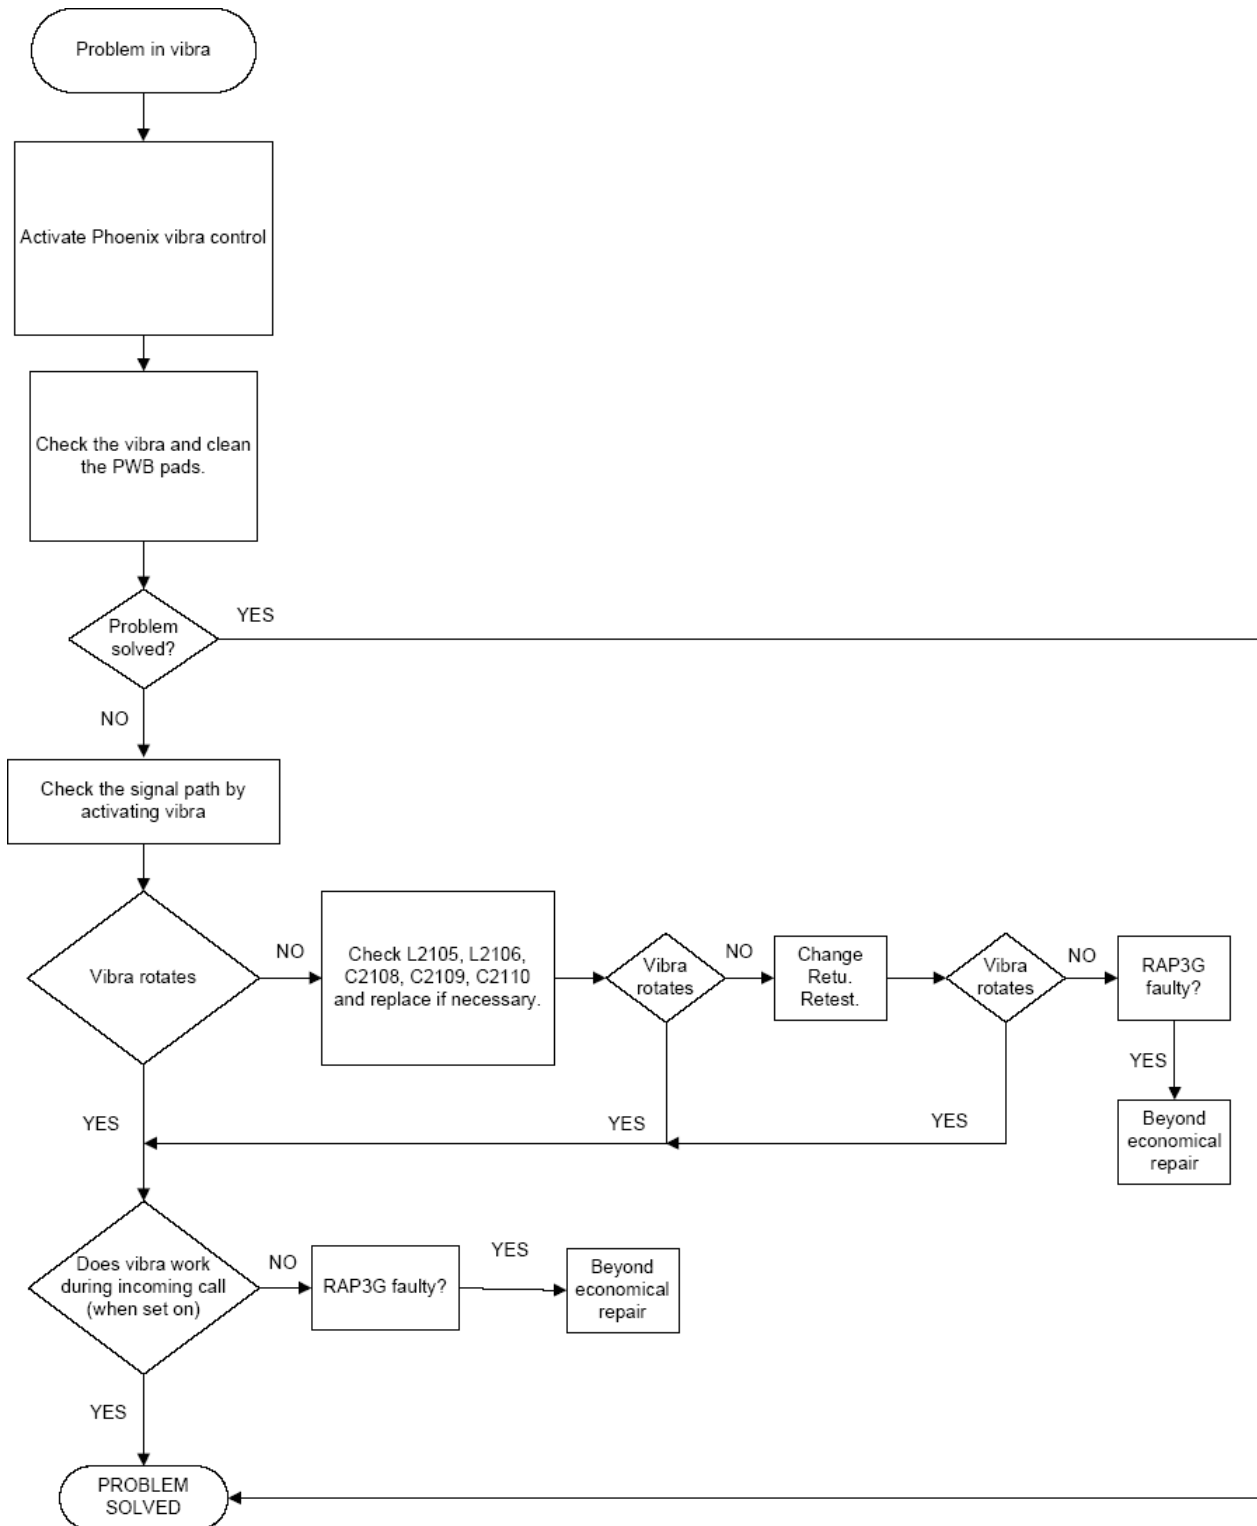 Problem in vibra
Activate Phoenix vibra control
Check the vibra and clean
the PWB pads.
Problem
solved?
YES
NO
Check the signal path by
activating vibra
Vibra rotates
NO
Check L2105, L2106,
C2108, C2109, C2110
and replace if necessary.
Vibra
rotates
NO
Change
Retu.
Retest.
Vibra
rotates
NO
RAP3G
faulty?
YES
Beyond
economical
repair
YES
YES
YES
Does vibra work
during incoming call
(when set on)
NO
RAP3G faulty?
YES
Beyond
economical
repair
YES
PROBLEM
SOLVED